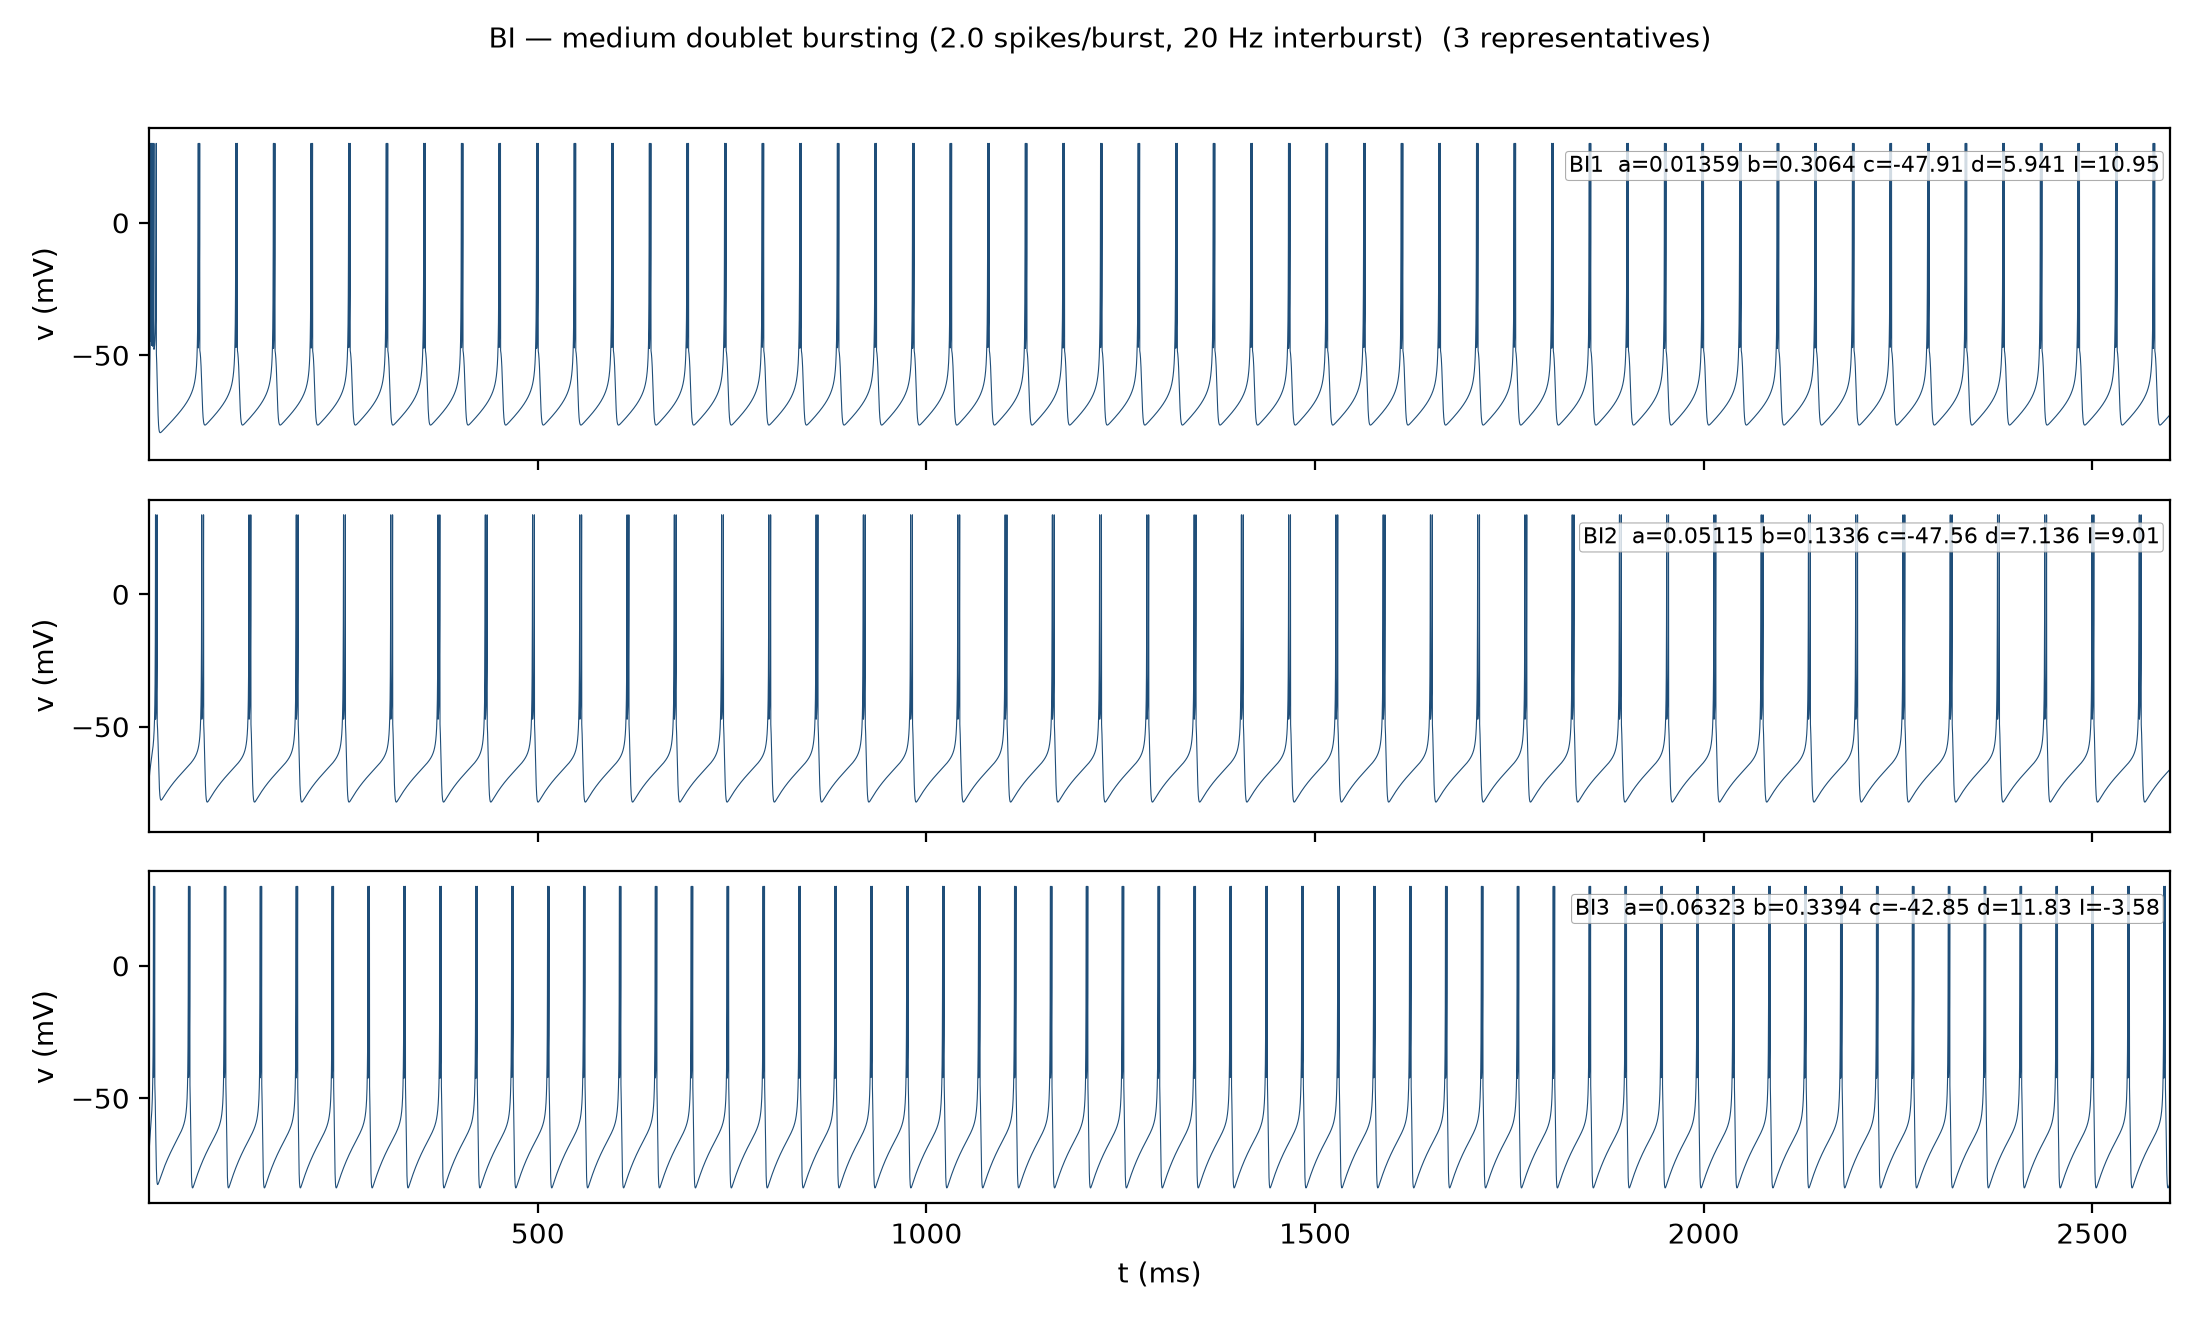 BI — medium doublet bursting (2.0 spikes/burst, 20 Hz interburst)  (3 representatives)
BI1  a=0.01359 b=0.3064 c=-47.91 d=5.941 I=10.95
0
−50
v (mV)
BI2  a=0.05115 b=0.1336 c=-47.56 d=7.136 I=9.01
0
−50
v (mV)
BI3  a=0.06323 b=0.3394 c=-42.85 d=11.83 I=-3.58
0
−50
v (mV)
500 1000 1500 2000 2500
t (ms)